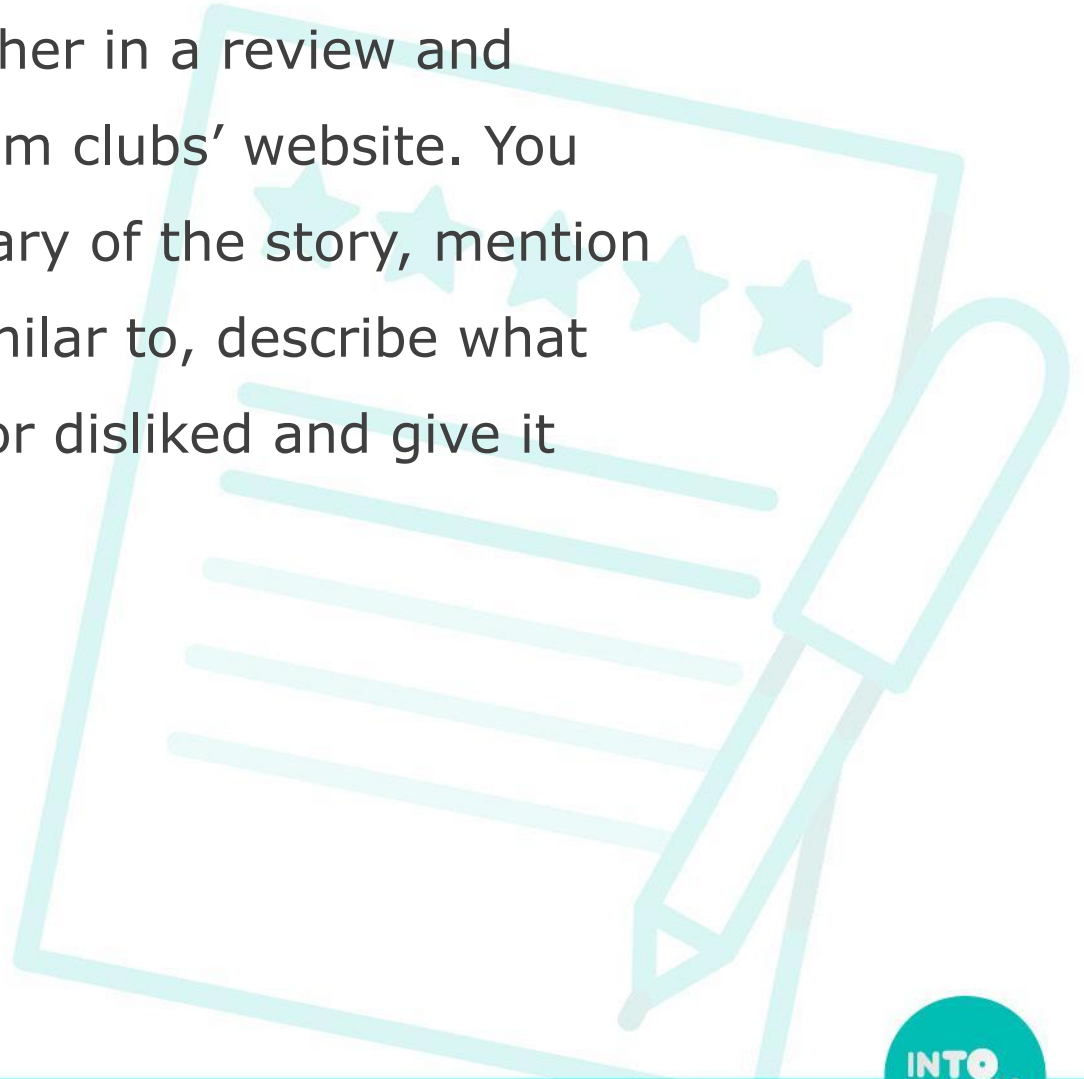 her in a review and
m clubs’ website. You
ary of the story, mention
nilar to, describe what
or disliked and give it
INTO